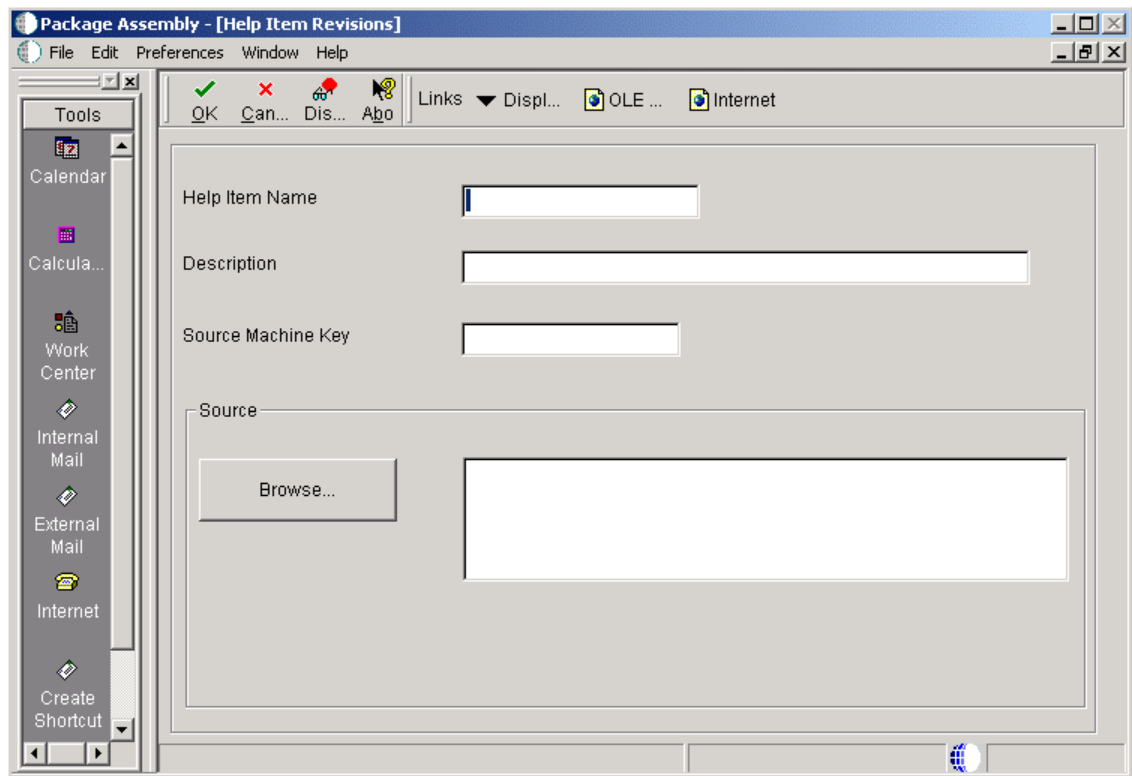 Package Assembly - [Help Item Revisions]
File Edit Preferences Window Help
Tools
Calendar
Calcula...
Work
Center
Internal
Mail
External
Mail
Internet
Create
Shortcut
OK Can... Dis... Abo Links Displ... OLE ... Internet
Help Item Name
Description
Source Machine Key
Source
Browse...